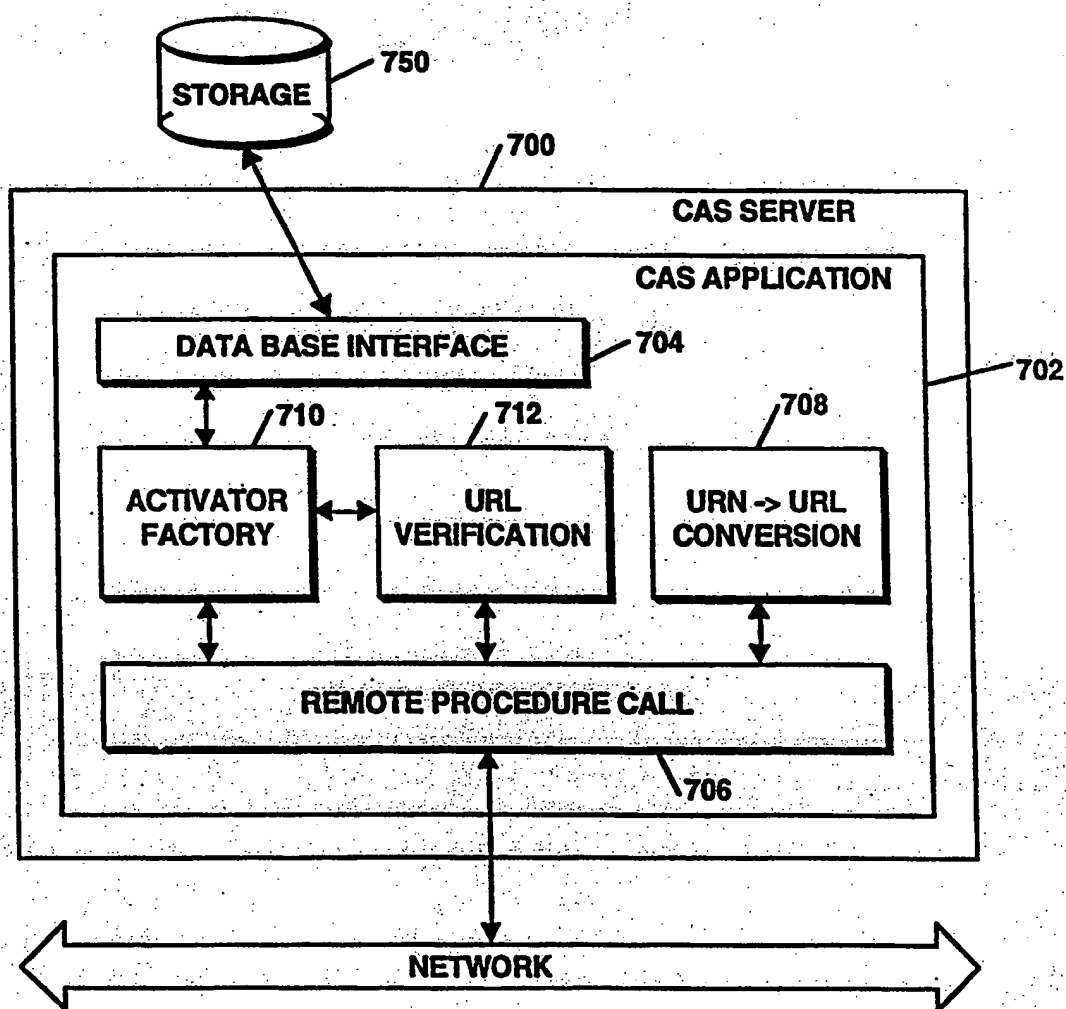 750
STORAGE
700
CAS SERVER
CAS APPLICATION
DATA BASE INTERFACE
704
702
710
712
708
ACTIVATOR
FACTORY
URL
VERIFICATION
URN -> URL
CONVERSION
REMOTE PROCEDURE CALL
706
NETWORK